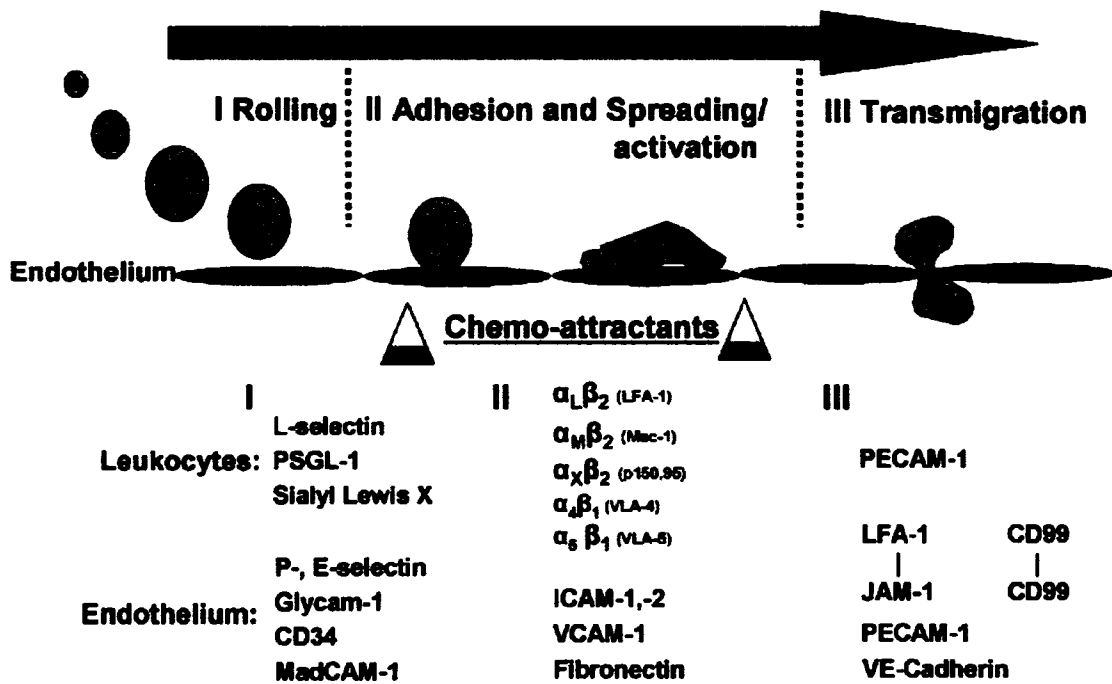 I Rolling
II Adhesion and Spreading/
activation
III Transmigration
Endothelium
Chemo-attractants
I
L-selectin
Leukocytes: PSGL-1
Sialyl Lewis X
P-, E-selectin
Endothelium: Glycam-1
CD34
MadCAM-1
II
αLβ2 (LFA-1)
αMβ2 (Mac-1)
αXβ2 (p150,95)
α4β1 (VLA-4)
α5 β1 (VLA-5)
ICAM-1,-2
VCAM-1
Fibronectin
III
PECAM-1
LFA-1 CD99
JAM-1 CD99
PECAM-1
VE-Cadherin